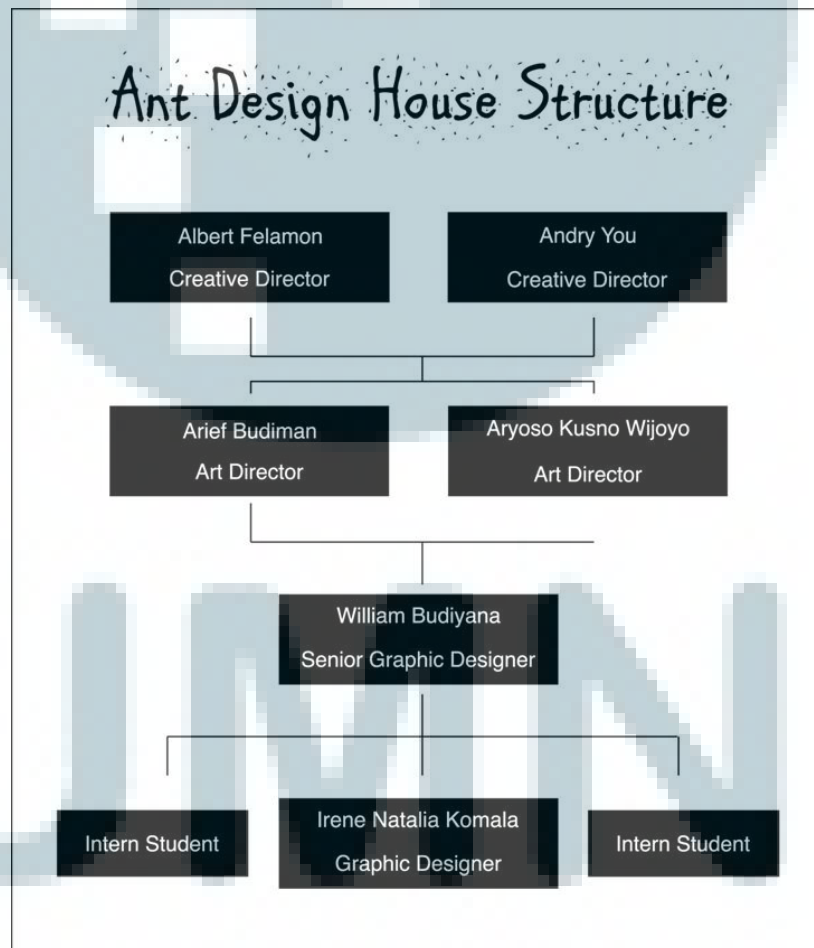 Ant Design House Structure
Albert Felamon
Creative Director
Andry You
Creative Director
Arief Budiman
Art Director
Aryoso Kusno Wijoyo
Art Director
William Budiyana
Senior Graphic Designer
Intern Student
Irene Natalia Komala
Graphic Designer
Intern Student
UMN